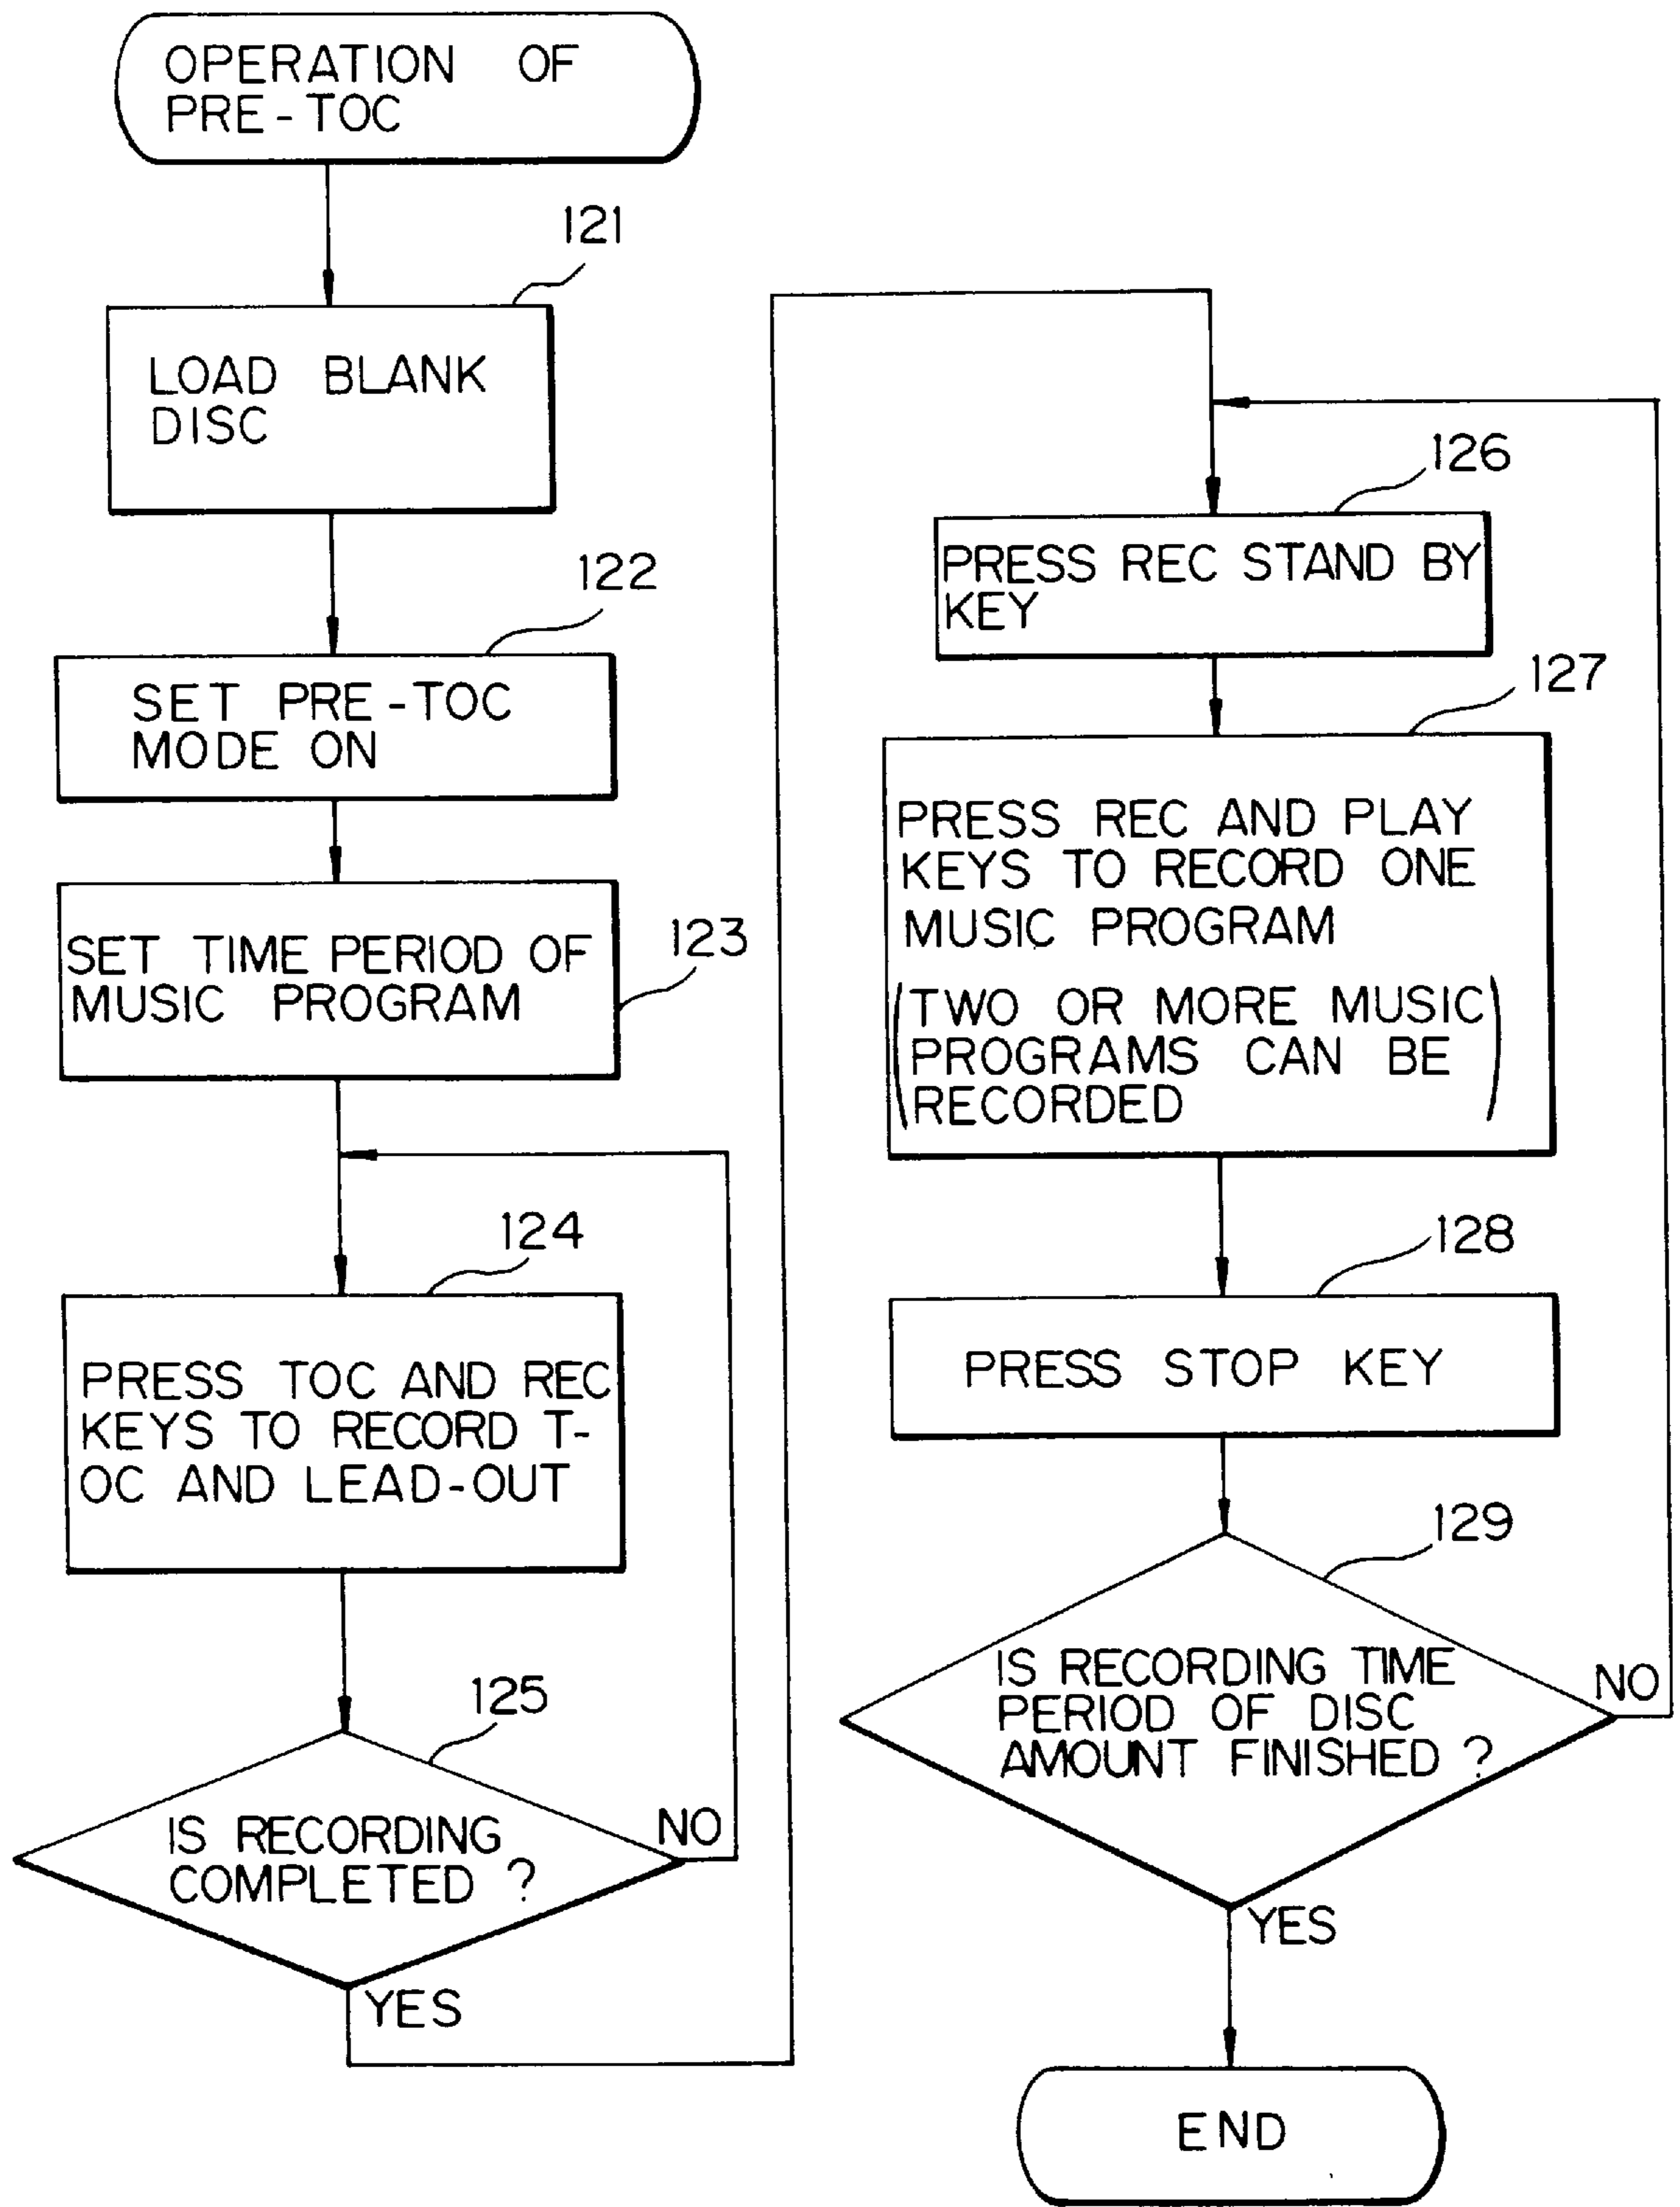 OPERATION OF
PRE-TOC
121
LOAD BLANK
DISC
122
SET PRE-TOC
MODE ON
SET TIME PERIOD OF
MUSIC PROGRAM
123
124
PRESS TOC AND REC
KEYS TO RECORD T-
OC AND LEAD-OUT
125
IS RECORDING
COMPLETED ?
NO
YES
126
PRESS REC STAND BY
KEY
127
PRESS REC AND PLAY
KEYS TO RECORD ONE
MUSIC PROGRAM
(TWO OR MORE MUSIC
PROGRAMS CAN BE
RECORDED)
128
PRESS STOP KEY
129
IS RECORDING TIME
PERIOD OF DISC
AMOUNT FINISHED ?
NO
YES
END